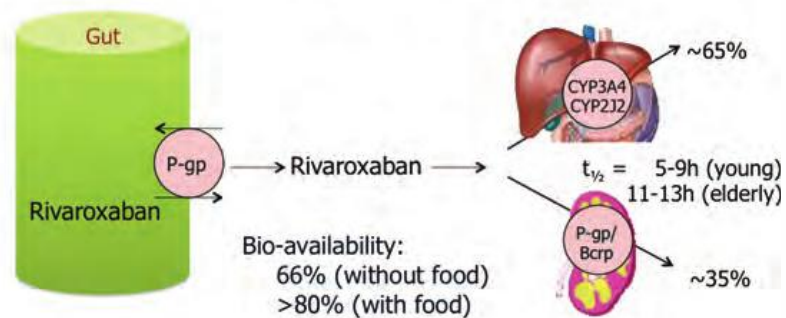 Gut
P-gp
Rivaroxaban
Rivaroxaban
Bio-availability:
66% (without food)
>80% (with food)
CYP3A4
CYP2J2
~65%
t½ = 5-9h (young)
11-13h (elderly)
P-gp/
Bcrp
~35%